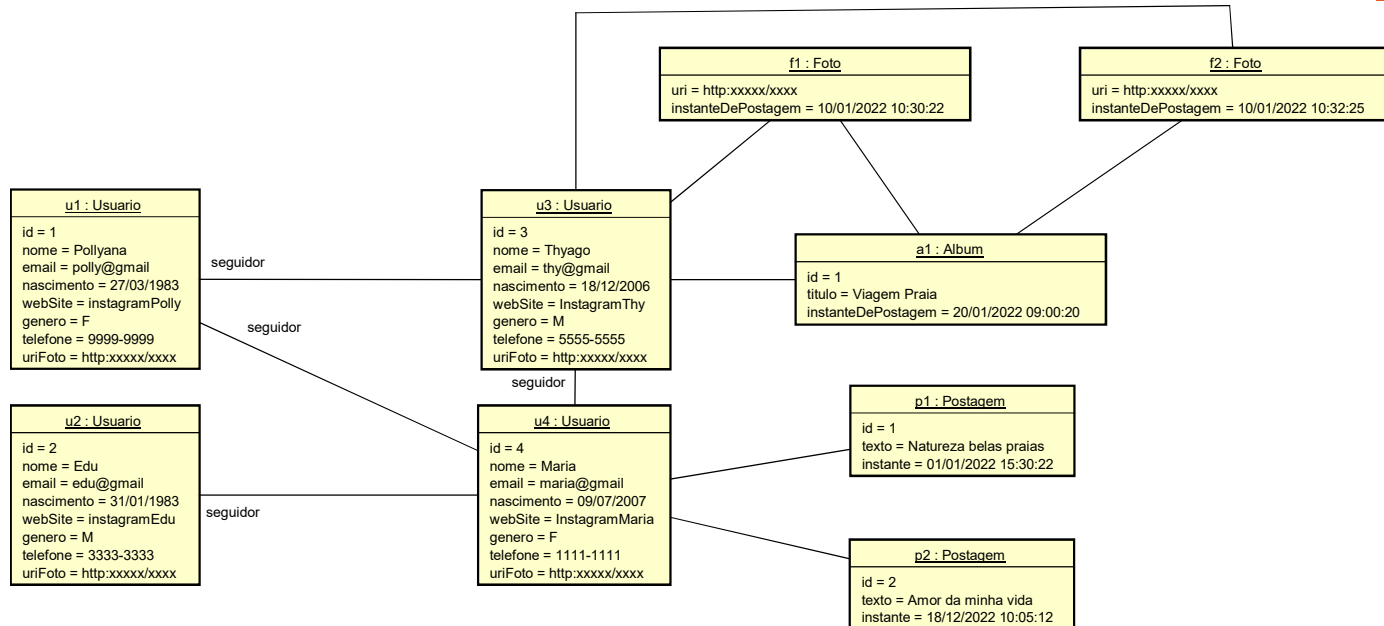 f1 : Foto
uri = http:xxxxx/xxxx
instanteDePostagem = 10/01/2022 10:30:22
f2 : Foto
uri = http:xxxxx/xxxx
instanteDePostagem = 10/01/2022 10:32:25
u1 : Usuario
id = 1
nome = Pollyana
email = polly@gmail
nascimento = 27/03/1983
webSite = instagramPolly
genero = F
telefone = 9999-9999
uriFoto = http:xxxxx/xxxx
seguidor
seguidor
u3 : Usuario
id = 3
nome = Thyago
email = thy@gmail
nascimento = 18/12/2006
webSite = InstagramThy
genero = M
telefone = 5555-5555
uriFoto = http:xxxxx/xxxx
seguidor
a1 : Album
id = 1
titulo = Viagem Praia
instanteDePostagem = 20/01/2022 09:00:20
u2 : Usuario
id = 2
nome = Edu
email = edu@gmail
nascimento = 31/01/1983
webSite = instagramEdu
genero = M
telefone = 3333-3333
uriFoto = http:xxxxx/xxxx
seguidor
u4 : Usuario
id = 4
nome = Maria
email = maria@gmail
nascimento = 09/07/2007
webSite = InstagramMaria
genero = F
telefone = 1111-1111
uriFoto = http:xxxxx/xxxx
p1 : Postagem
id = 1
texto = Natureza belas praias
instante = 01/01/2022 15:30:22
p2 : Postagem
id = 2
texto = Amor da minha vida
instante = 18/12/2022 10:05:12